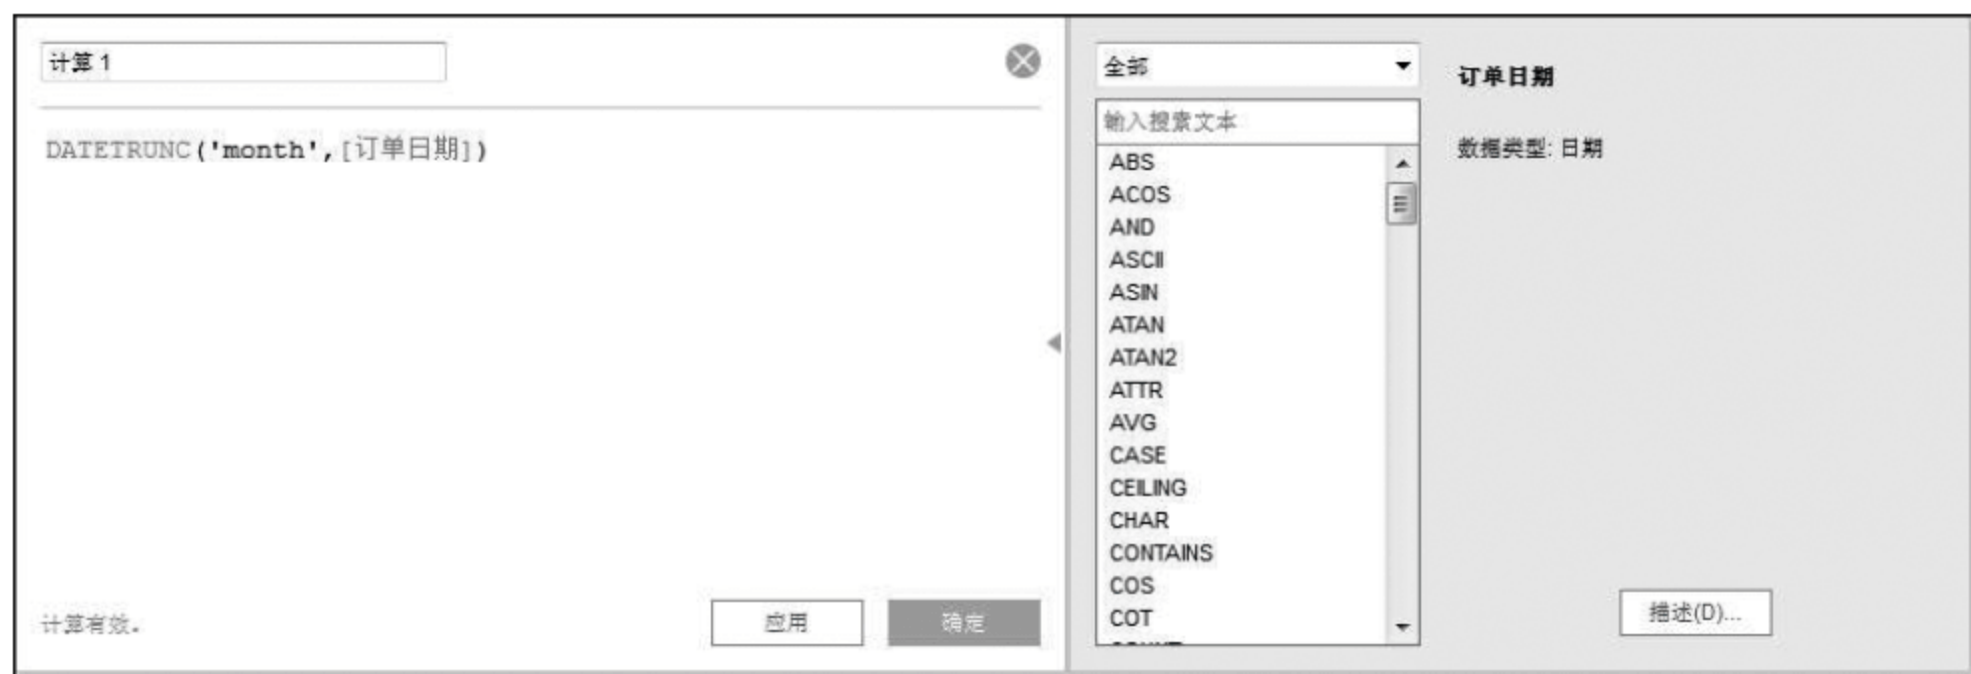 计算 1
DATETRUNC('month',[订单日期])
计算有效。
应用
确定
全部
输入搜索文本
ABS
ACOS
AND
ASCII
ASIN
ATAN
ATAN2
ATTR
AVG
CASE
CEILING
CHAR
CONTAINS
COS
COT
订单日期
数据类型: 日期
描述(D)...